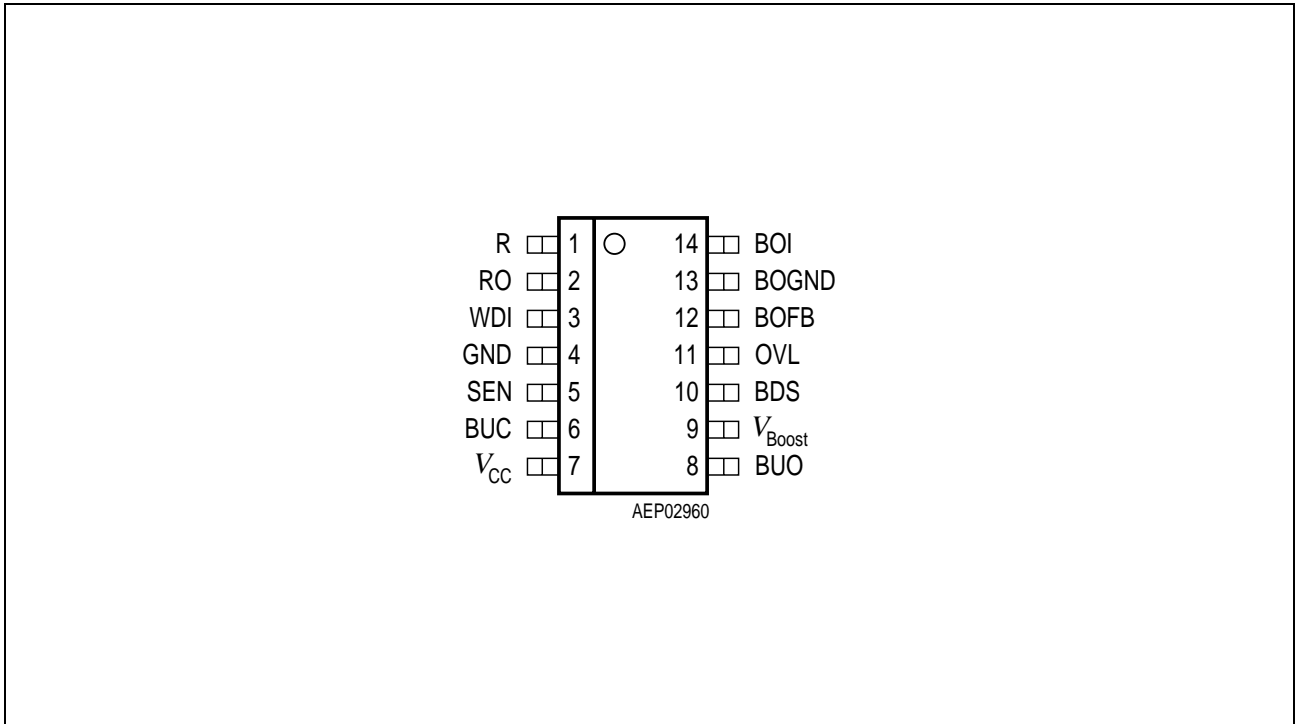 R 1 14 BOI
RO 2 13 BOGND
WDI 3 12 BOFB
GND 4 11 OVL
SEN 5 10 BDS
BUC 6 9 VBoost
VCC 7 8 BUO
AEP02960